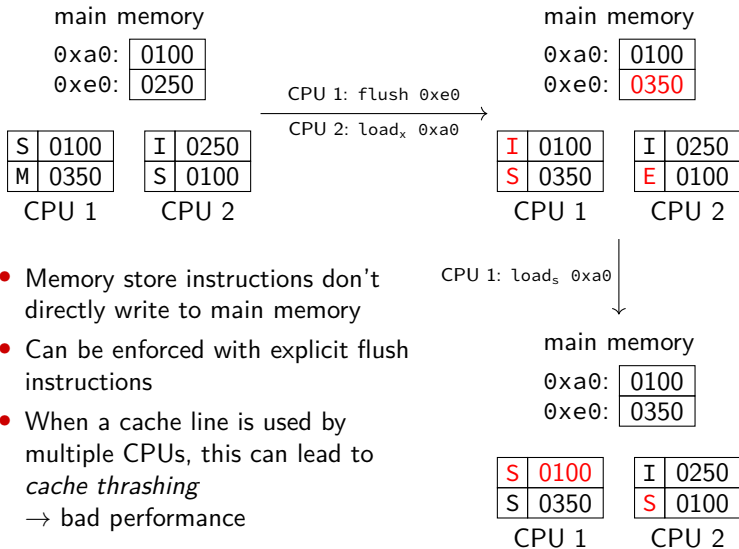 main memory
0xa0: 0100
0xe0: 0250
S 0100
M 0350
CPU 1
I 0250
S 0100
CPU 2
CPU 1: flush 0xe0
CPU 2: loadₓ 0xa0
main memory
0xa0: 0100
0xe0: 0350
I 0100
S 0350
CPU 1
I 0250
E 0100
CPU 2
• Memory store instructions don't
directly write to main memory
• Can be enforced with explicit flush
instructions
• When a cache line is used by
multiple CPUs, this can lead to
cache thrashing
→ bad performance
CPU 1: loadₛ 0xa0
main memory
0xa0: 0100
0xe0: 0350
S 0100
S 0350
CPU 1
I 0250
S 0100
CPU 2